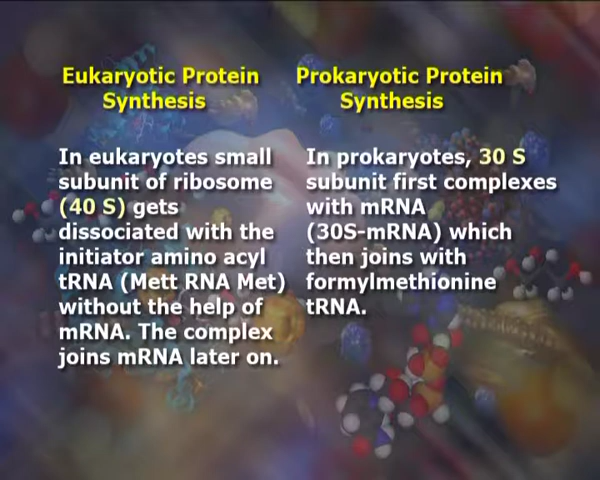 Eukaryotic Protein
Synthesis
In eukaryotes small
subunit of ribosome
(40 S) gets
dissociated with the
initiator amino acyl
tRNA (Mett RNA Met)
without the help of
mRNA. The complex
joins mRNA later on.
Prokaryotic Protein
Synthesis
In prokaryotes, 30 S
subunit first complexes
with mRNA
(30S-mRNA) which
then joins with
formylmethionine
tRNA.